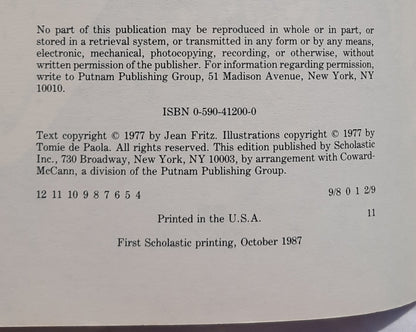 No part of this publication may be reproduced in whole or in part, or
stored in a retrieval system, or transmitted in any form or by any means,
electronic, mechanical, photocopying, recording, or otherwise, without
written permission of the publisher. For information regarding permission,
write to Putnam Publishing Group, 51 Madison Avenue, New York, NY
10010.
ISBN 0-590-41200-0
Text copyright © 1977 by Jean Fritz. Illustrations copyright © 1977 by
Tomie de Paola. All rights reserved. This edition published by Scholastic
Inc., 730 Broadway, New York, NY 10003, by arrangement with Coward-
McCann, a division of the Putnam Publishing Group.
12 11 10 9 8 7 6 5 4 9/8 0 1 2/9
Printed in the U.S.A. 11
First Scholastic printing, October 1987